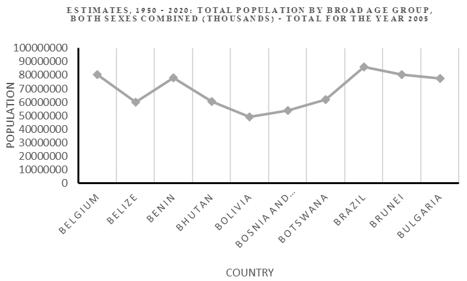 ESTIMATES, 1950 - 2020: TOTAL POPULATION BY BROAD AGE GROUP,
BOTH SEXES COMBINED (THOUSANDS) - TOTAL FOR THE YEAR 2005
POPULATION
100000000
90000000
80000000
70000000
60000000
50000000
40000000
30000000
20000000
10000000
0
BELGIUM
BELIZE
BENIN
BHUTAN
BOLIVIA
BOSNIA AND...
BOTSWANA
BRAZIL
BRUNEI
BULGARIA
COUNTRY